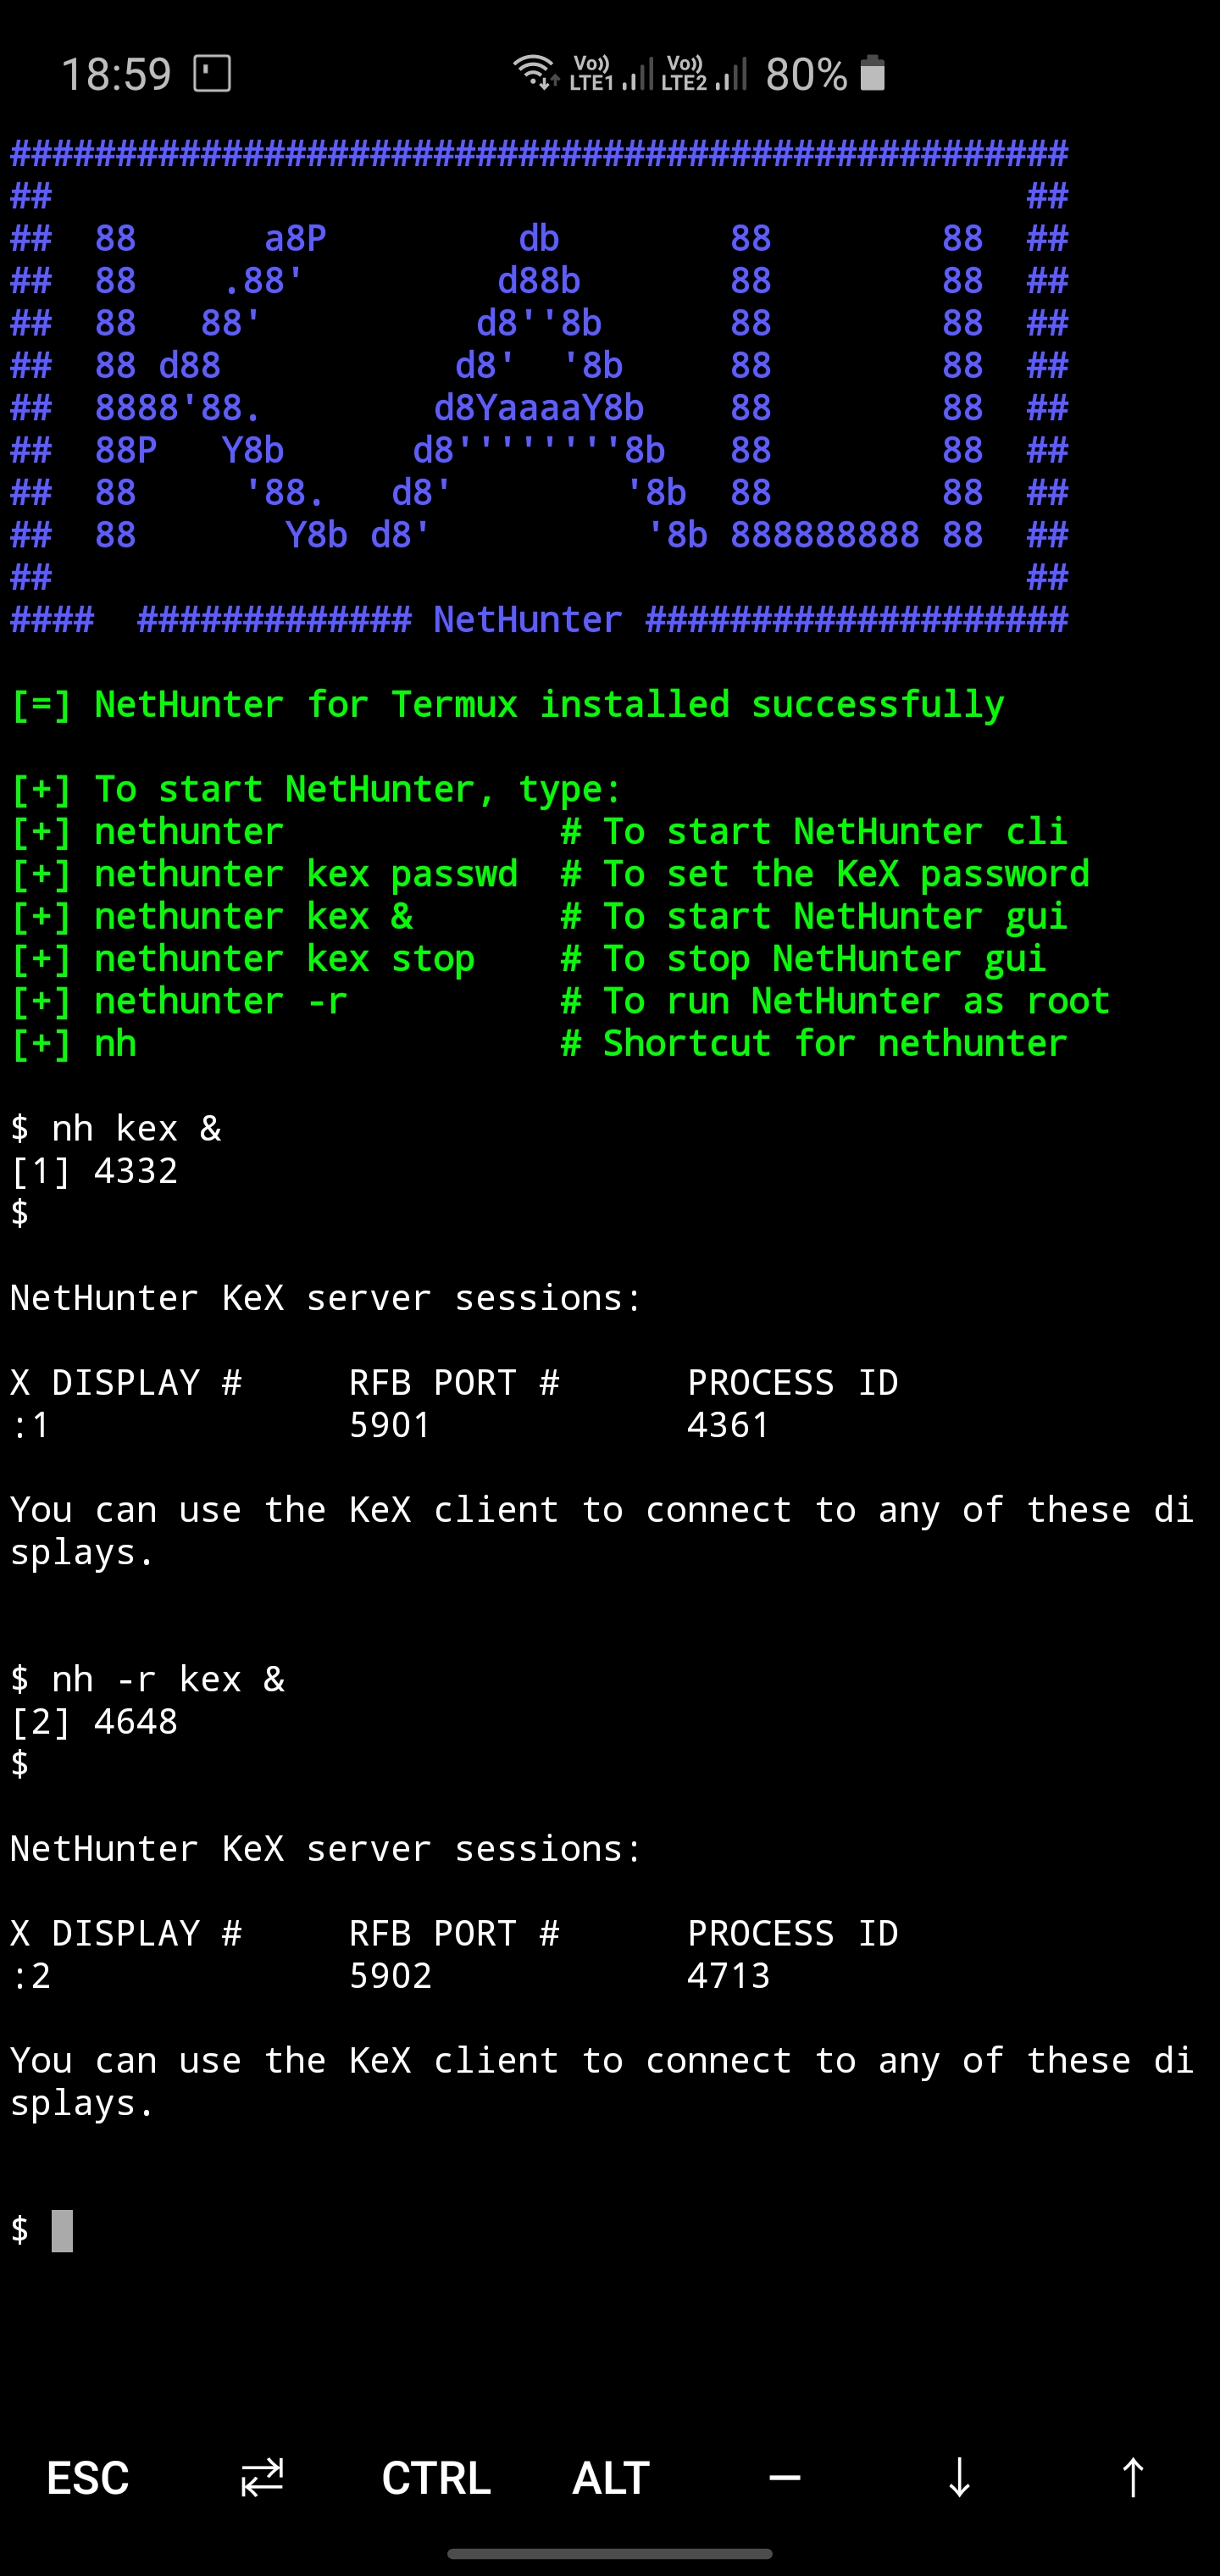 18:59 Vo)) LTE1 Vo)) LTE2 80%
##################################################
##                                              ##
##  88      a8P         db        88        88  ##
##  88    .88'         d88b       88        88  ##
##  88   88'          d8''8b      88        88  ##
##  88 d88           d8'  '8b     88        88  ##
##  8888'88.        d8YaaaaY8b    88        88  ##
##  88P   Y8b      d8''''''''8b   88        88  ##
##  88     '88.   d8'        '8b  88        88  ##
##  88       Y8b d8'          '8b 888888888 88  ##
##                                              ##
####  ############# NetHunter ####################
[=] NetHunter for Termux installed successfully
[+] To start NetHunter, type:
[+] nethunter             # To start NetHunter cli
[+] nethunter kex passwd  # To set the KeX password
[+] nethunter kex &       # To start NetHunter gui
[+] nethunter kex stop    # To stop NetHunter gui
[+] nethunter -r          # To run NetHunter as root
[+] nh                    # Shortcut for nethunter
$ nh kex &
[1] 4332
$
NetHunter KeX server sessions:
X DISPLAY #     RFB PORT #      PROCESS ID
:1              5901            4361
You can use the KeX client to connect to any of these di
splays.
$ nh -r kex &
[2] 4648
$
NetHunter KeX server sessions:
X DISPLAY #     RFB PORT #      PROCESS ID
:2              5902            4713
You can use the KeX client to connect to any of these di
splays.
$
ESC ⇄ CTRL ALT — ↓ ↑